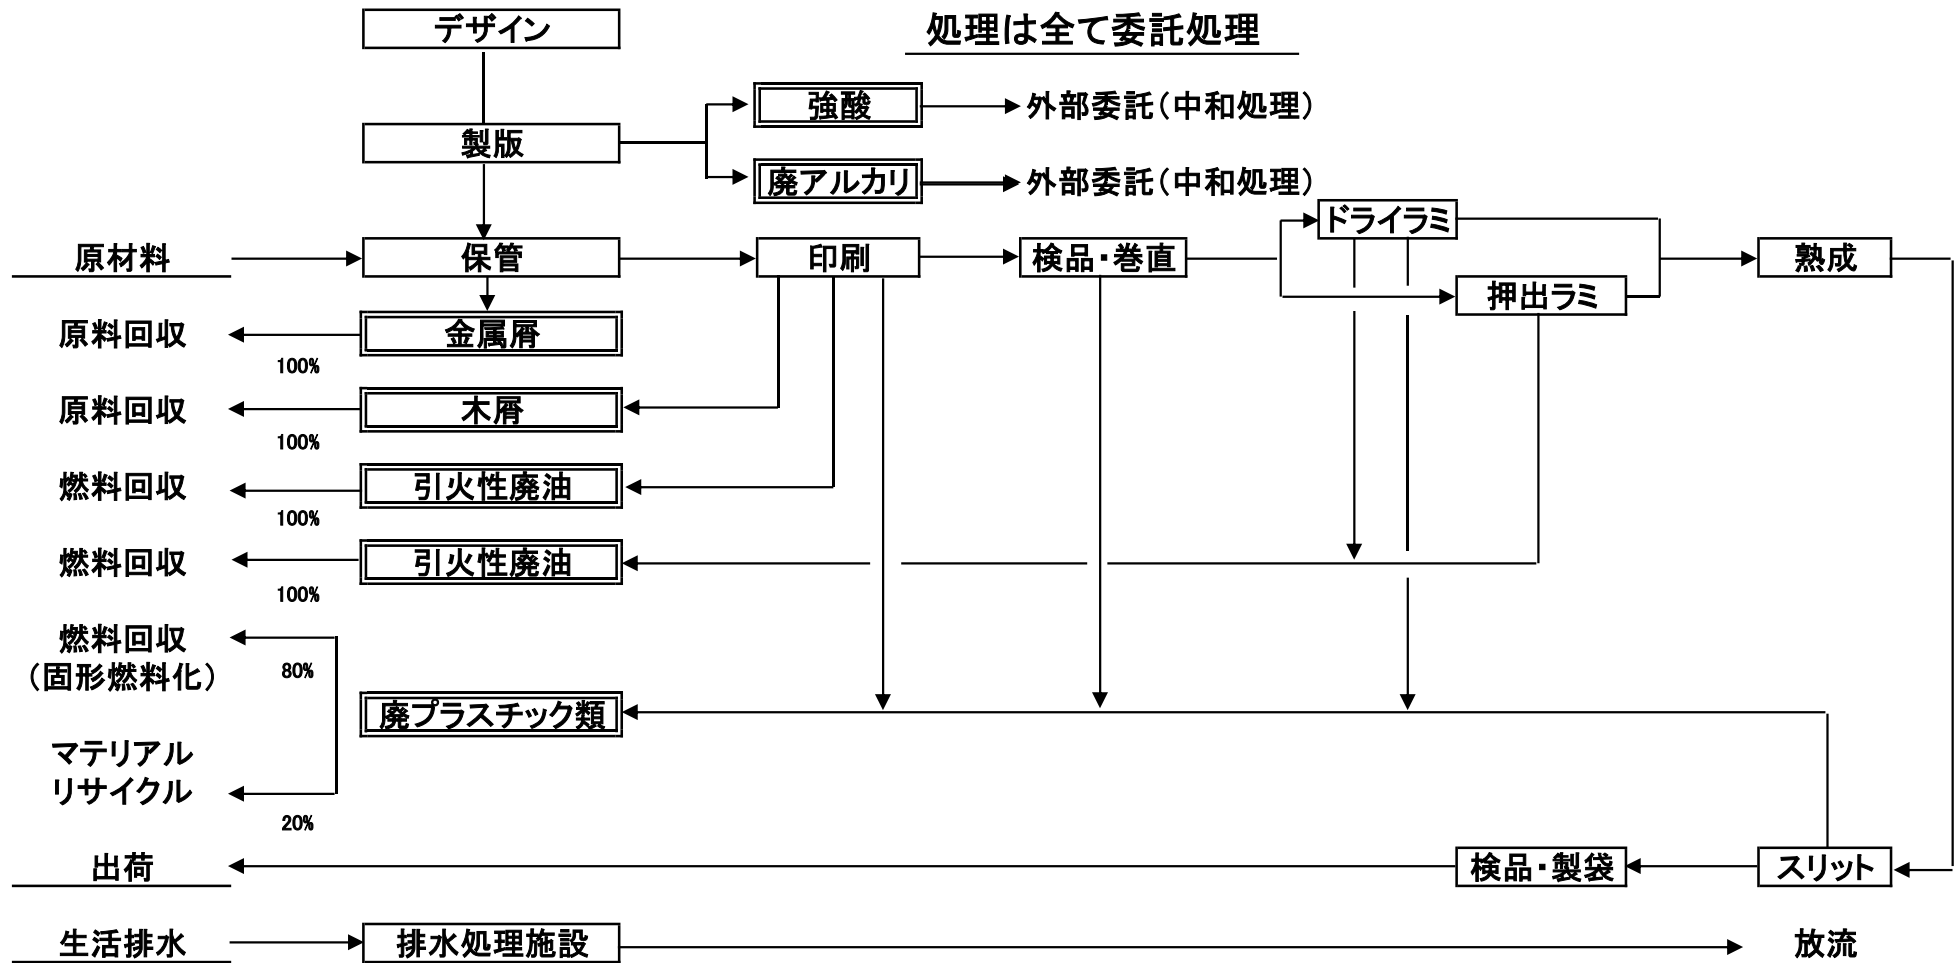 デザイン
処理は全て委託処理
強酸
外部委託(中和処理)
製版
廃アルカリ
外部委託(中和処理)
ドライラミ
原材料
保管
印刷
検品・巻直
熟成
押出ラミ
原料回収
金属屑
100%
原料回収
木屑
100%
燃料回収
引火性廃油
100%
燃料回収
引火性廃油
100%
燃料回収
(固形燃料化)
80%
廃プラスチック類
マテリアル
リサイクル
20%
出荷
検品・製袋
スリット
生活排水
排水処理施設
放流